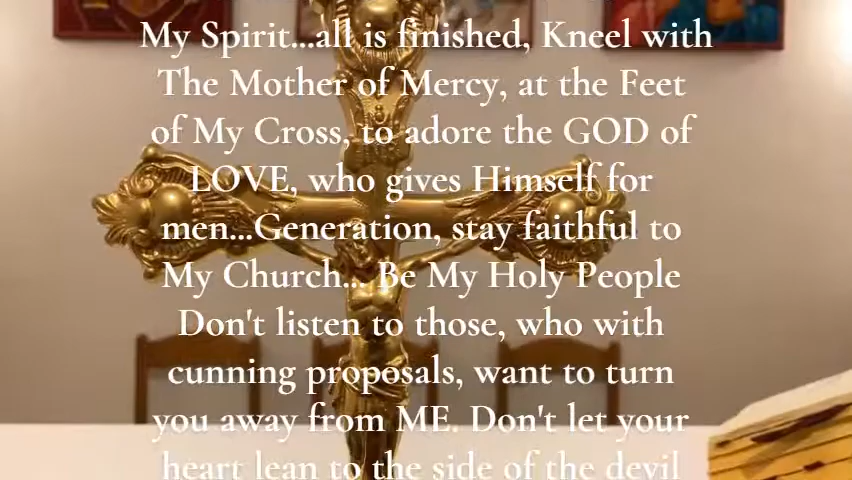 My Spirit...all is finished, Kneel with
The Mother of Mercy, at the Feet
of My Cross, to adore the GOD of
LOVE, who gives Himself for
men...Generation, stay faithful to
My Church... Be My Holy People
Don't listen to those, who with
cunning proposals, want to turn
you away from ME. Don't let your
heart lean to the side of the devil